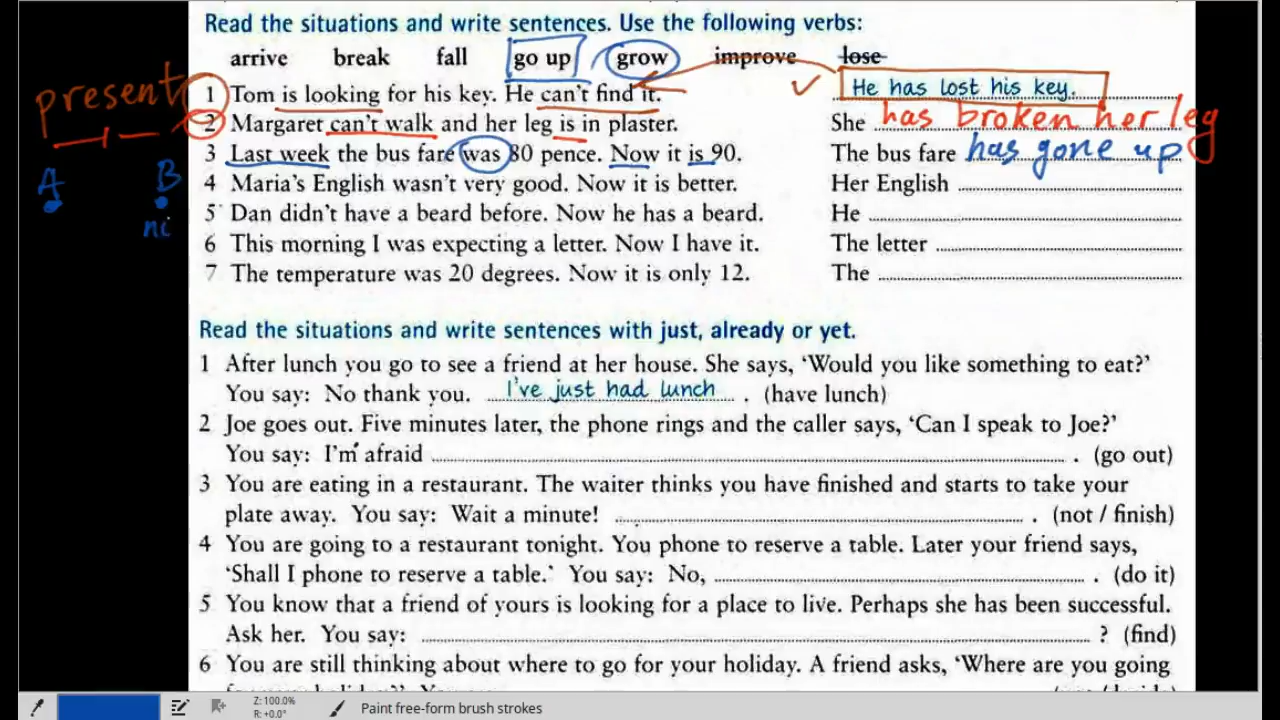 Read the situations and write sentences. Use the following verbs:
arrive break fall go up grow improve lose
1 Tom is looking for his key. He can't find it. He has lost his key.
2 Margaret can't walk and her leg is in plaster. She has broken her leg
3 Last week the bus fare was 80 pence. Now it is 90. The bus fare has gone up
4 Maria's English wasn't very good. Now it is better. Her English
5 Dan didn't have a beard before. Now he has a beard. He
6 This morning I was expecting a letter. Now I have it. The letter
7 The temperature was 20 degrees. Now it is only 12. The
present
A B
ni
Read the situations and write sentences with just, already or yet.
1 After lunch you go to see a friend at her house. She says, 'Would you like something to eat?'
You say: No thank you. I've just had lunch . (have lunch)
2 Joe goes out. Five minutes later, the phone rings and the caller says, 'Can I speak to Joe?'
You say: I'm afraid . (go out)
3 You are eating in a restaurant. The waiter thinks you have finished and starts to take your
plate away. You say: Wait a minute! . (not / finish)
4 You are going to a restaurant tonight. You phone to reserve a table. Later your friend says,
'Shall I phone to reserve a table.' You say: No, . (do it)
5 You know that a friend of yours is looking for a place to live. Perhaps she has been successful.
Ask her. You say: ? (find)
6 You are still thinking about where to go for your holiday. A friend asks, 'Where are you going
Z: 100.0%
R: +0.0°
Paint free-form brush strokes